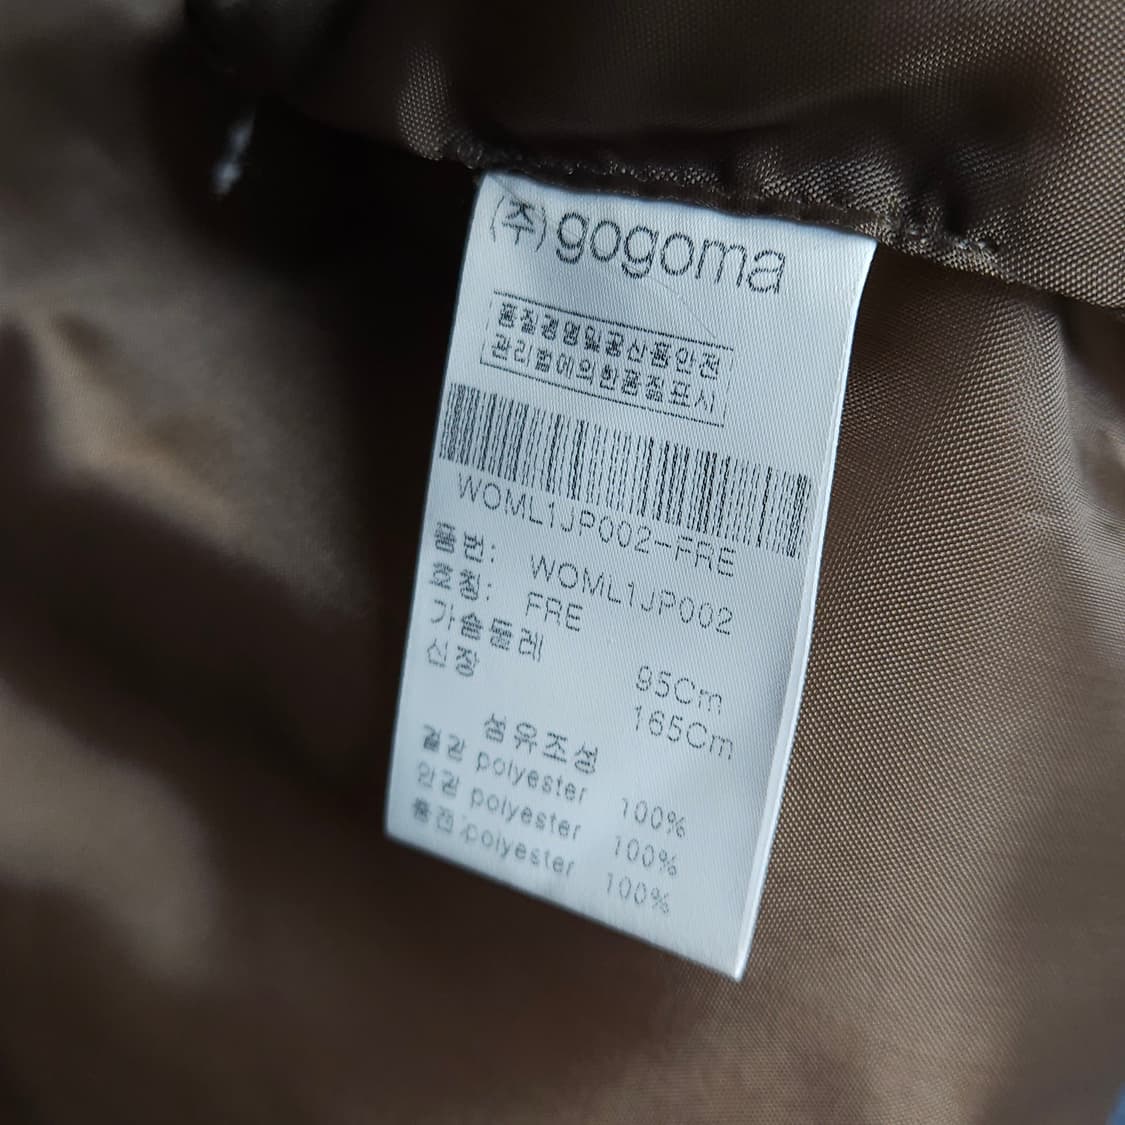 (주)gogoma
품질경영및공산품안전
관리법에의한품질표시
WOML1JP002-FRE
품번: WOML1JP002
호칭: FRE
가슴둘레 95Cm
신장 165Cm
섬유조성
겉감 polyester 100%
안감 polyester 100%
충전:polyester 100%